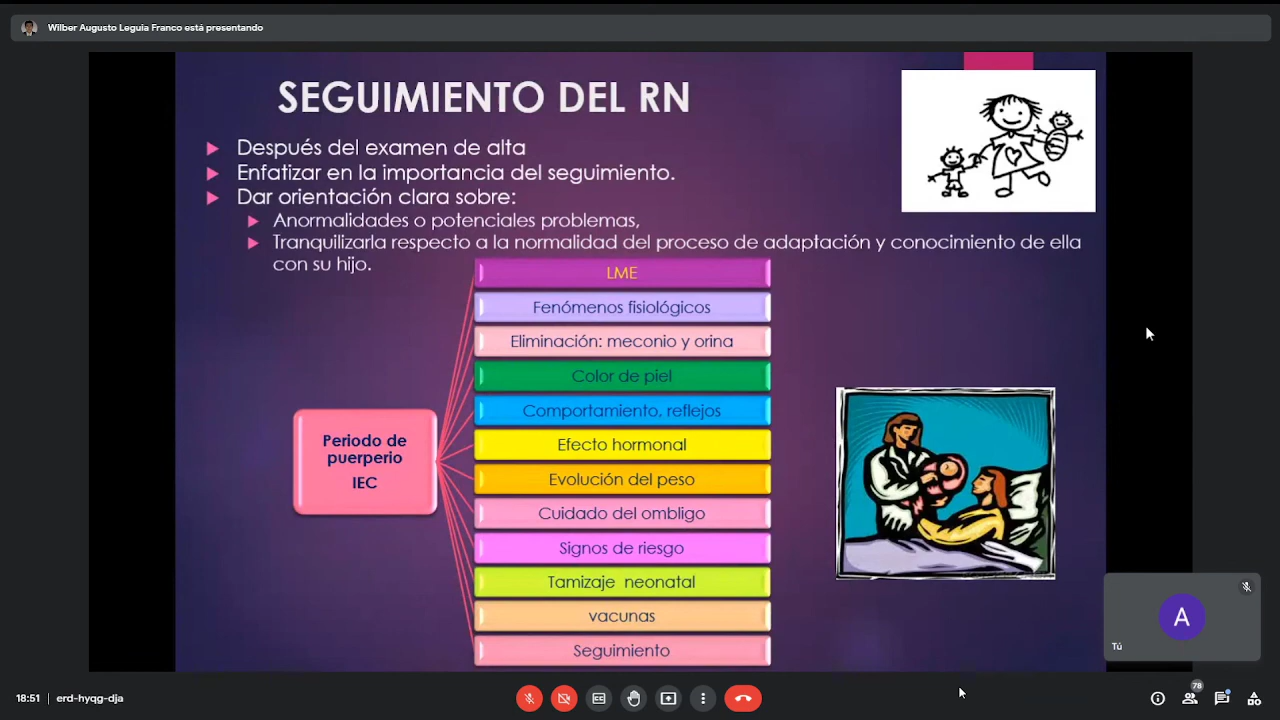 Wilber Augusto Leguia Franco está presentando
SEGUIMIENTO DEL RN
Después del examen de alta
Enfatizar en la importancia del seguimiento.
Dar orientación clara sobre:
Anormalidades o potenciales problemas,
Tranquilizarla respecto a la normalidad del proceso de adaptación y conocimiento de ella
con su hijo.
Periodo de
puerperio
IEC
LME
Fenómenos fisiológicos
Eliminación: meconio y orina
Color de piel
Comportamiento, reflejos
Efecto hormonal
Evolución del peso
Cuidado del ombligo
Signos de riesgo
Tamizaje neonatal
vacunas
Seguimiento
A
Tú
18:51
erd-hyqg-dja
78